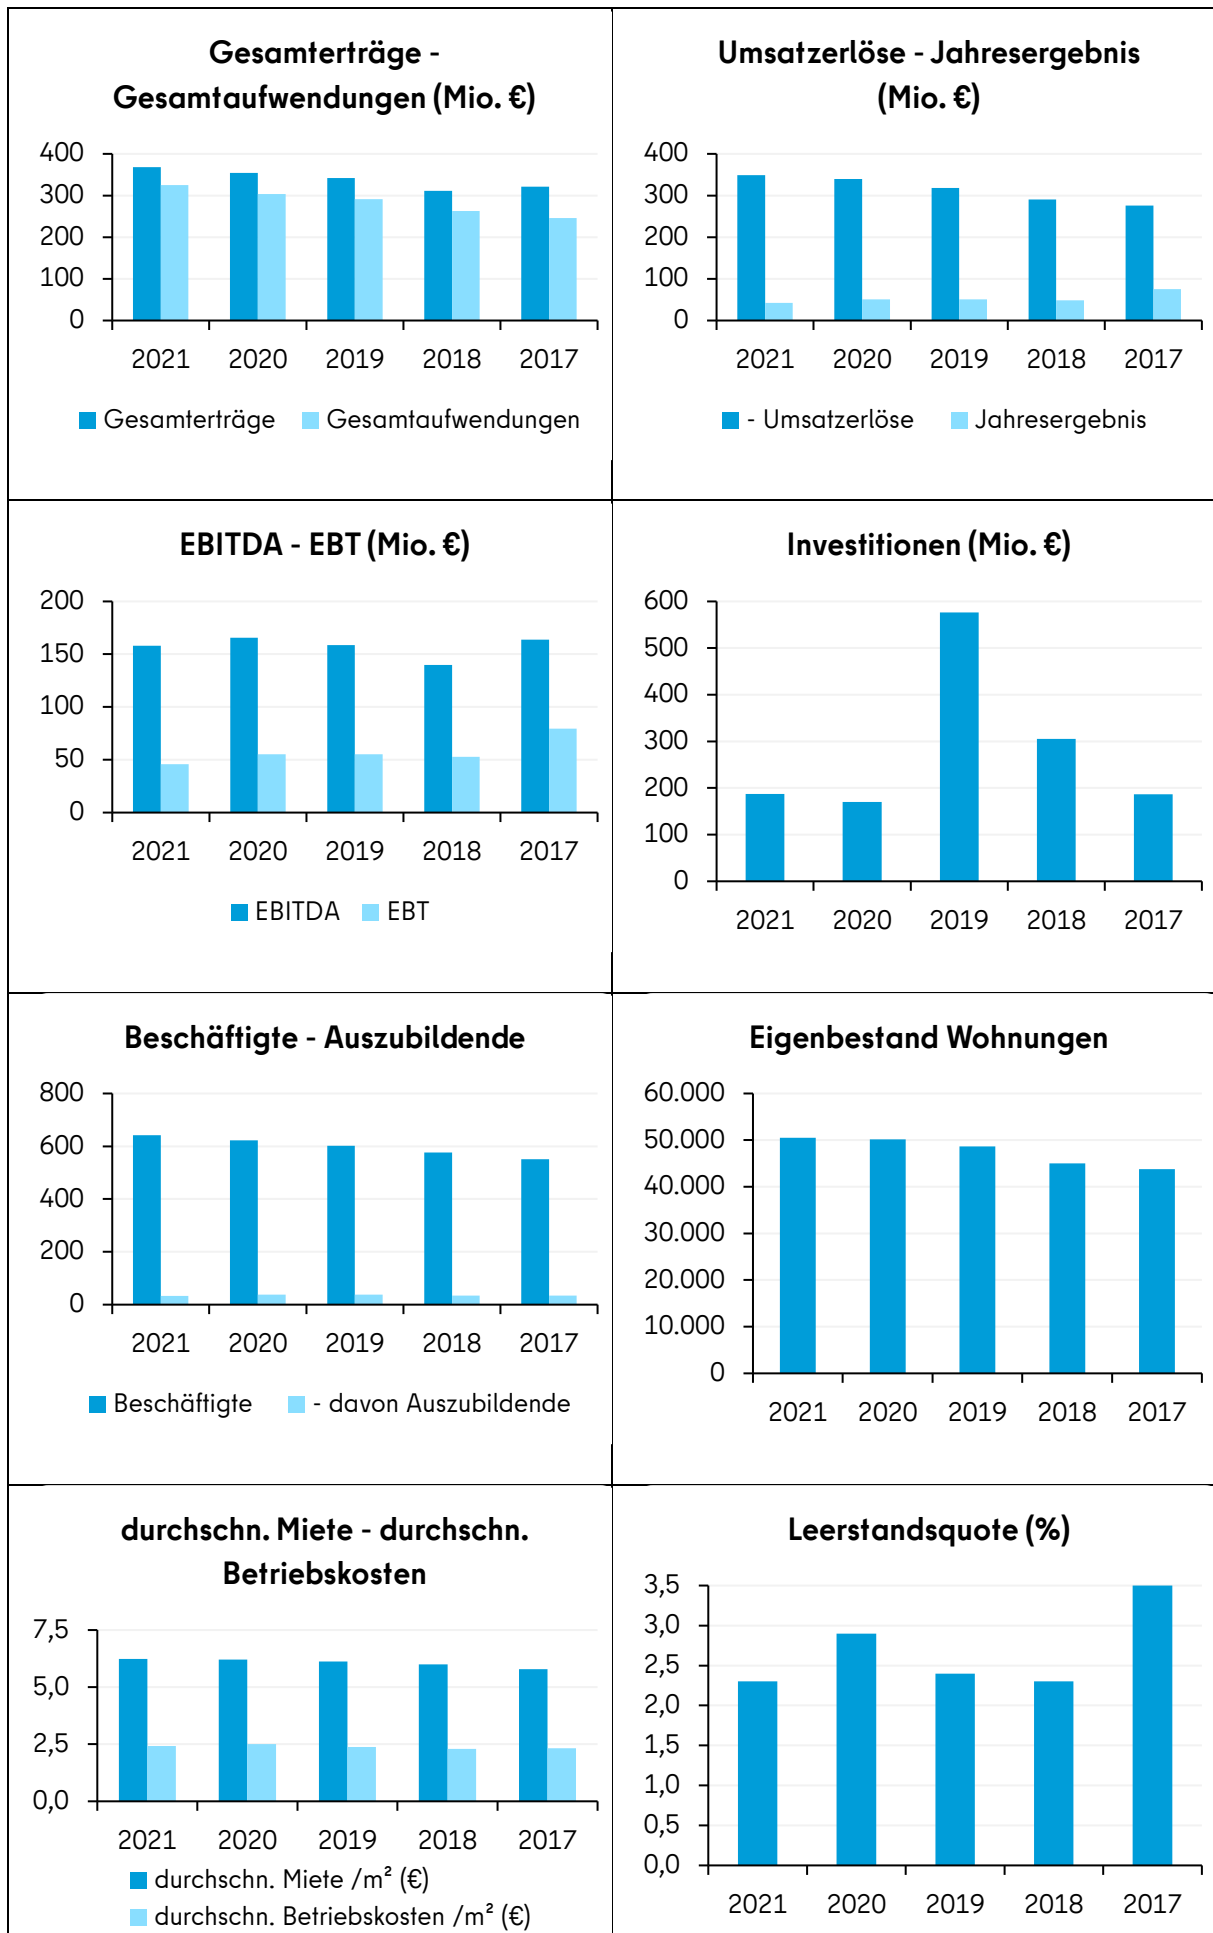 Gesamterträge -
Gesamtaufwendungen (Mio. €)
400
300
200
100
0
2021 2020 2019 2018 2017
Gesamterträge Gesamtaufwendungen
Umsatzerlöse - Jahresergebnis
(Mio. €)
400
300
200
100
0
2021 2020 2019 2018 2017
- Umsatzerlöse Jahresergebnis
EBITDA - EBT (Mio. €)
200
150
100
50
0
2021 2020 2019 2018 2017
EBITDA EBT
Investitionen (Mio. €)
600
500
400
300
200
100
0
2021 2020 2019 2018 2017
Beschäftigte - Auszubildende
800
600
400
200
0
2021 2020 2019 2018 2017
Beschäftigte - davon Auszubildende
Eigenbestand Wohnungen
60.000
50.000
40.000
30.000
20.000
10.000
0
2021 2020 2019 2018 2017
durchschn. Miete - durchschn.
Betriebskosten
7,5
5,0
2,5
0,0
2021 2020 2019 2018 2017
durchschn. Miete /m² (€)
durchschn. Betriebskosten /m² (€)
Leerstandsquote (%)
3,5
3,0
2,5
2,0
1,5
1,0
0,5
0,0
2021 2020 2019 2018 2017